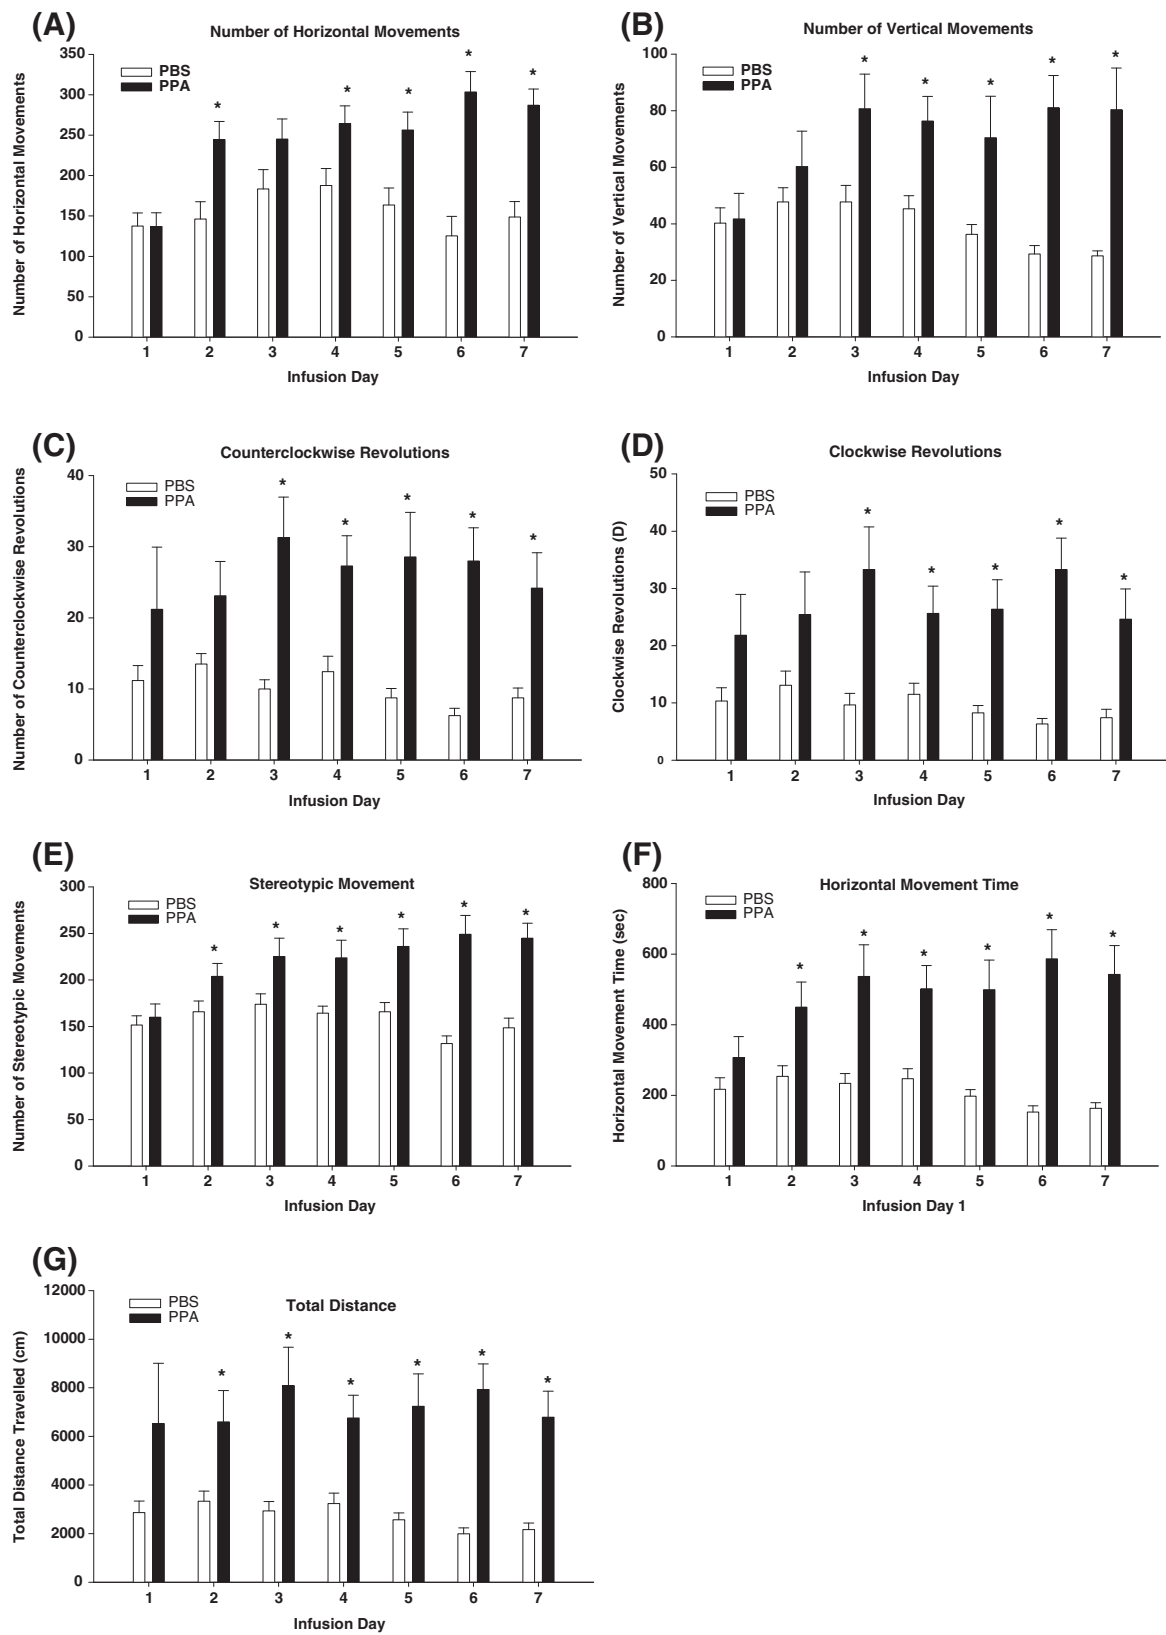 (A)
Number of Horizontal Movements
350
300
250
200
150
100
50
0
Number of Horizontal Movements
PBS
PPA
*
*
*
*
*
1 2 3 4 5 6 7
Infusion Day
(B)
Number of Vertical Movements
100
80
60
40
20
0
Number of Vertical Movements
PBS
PPA
*
*
*
*
*
1 2 3 4 5 6 7
Infusion Day
(C)
Counterclockwise Revolutions
40
30
20
10
0
Number of Counterclockwise Revolutions
PBS
PPA
*
*
*
*
*
1 2 3 4 5 6 7
Infusion Day
(D)
Clockwise Revolutions
50
40
30
20
10
0
Clockwise Revolutions (D)
PBS
PPA
*
*
*
*
*
1 2 3 4 5 6 7
Infusion Day
(E)
Stereotypic Movement
300
250
200
150
100
50
0
Number of Stereotypic Movements
PBS
PPA
*
*
*
*
*
*
1 2 3 4 5 6 7
Infusion Day
(F)
Horizontal Movement Time
800
600
400
200
0
Horizontal Movement Time (sec)
PBS
PPA
*
*
*
*
*
*
1 2 3 4 5 6 7
Infusion Day 1
(G)
Total Distance
12000
10000
8000
6000
4000
2000
0
Total Distance Travelled (cm)
PBS
PPA
*
*
*
*
*
*
1 2 3 4 5 6 7
Infusion Day